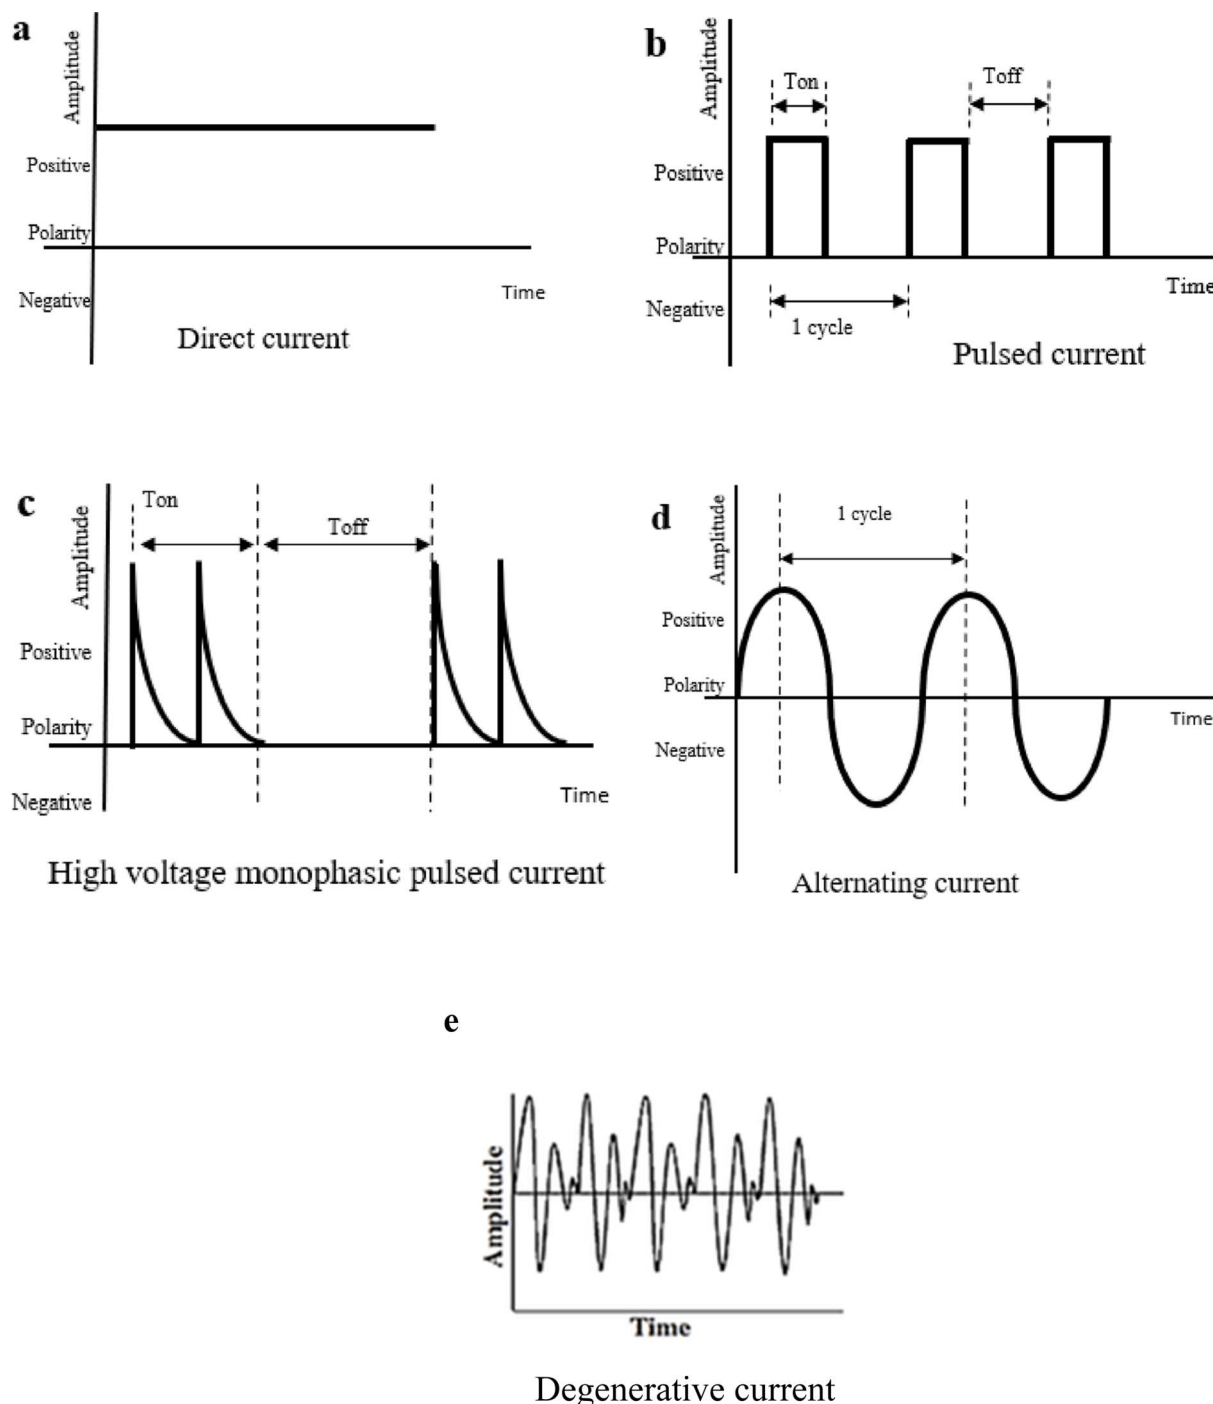 a
Amplitude
Positive
Polarity
Negative
Time
Direct current
b
Amplitude
Ton
Toff
Positive
Polarity
Negative
1 cycle
Time
Pulsed current
c
Amplitude
Ton
Toff
Positive
Polarity
Negative
Time
High voltage monophasic pulsed current
d
Amplitude
1 cycle
Positive
Polarity
Negative
Time
Alternating current
e
Amplitude
Time
Degenerative current